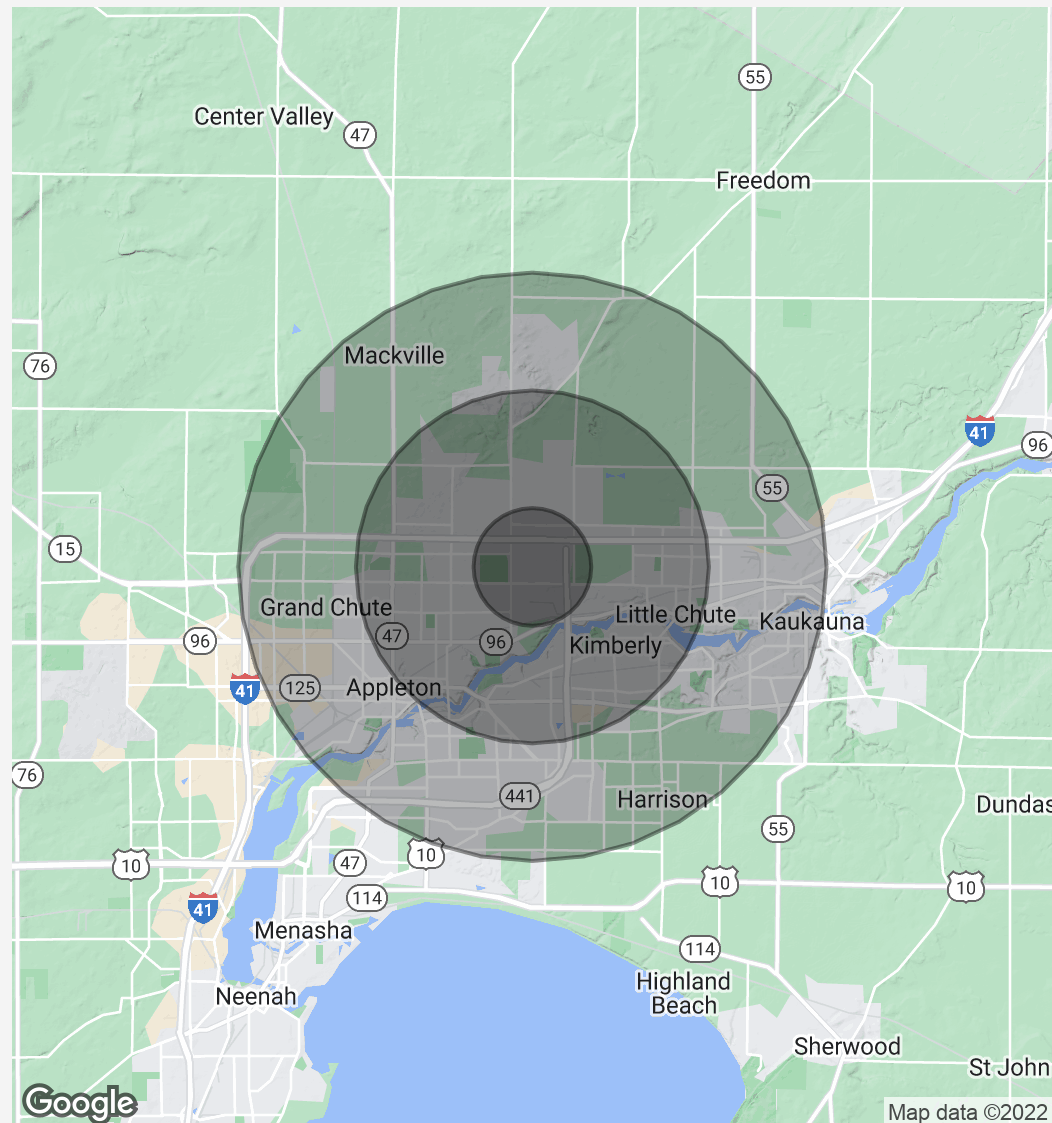 55
Center Valley
47
Freedom
Mackville
76
41
96
55
15
Grand Chute
Little Chute
Kaukauna
47
96
Kimberly
96
41
125
Appleton
76
441
Harrison
Dundas
55
10
47
10
10
10
114
41
Menasha
114
Highland
Beach
Neenah
Sherwood
St John
Google
Map data ©2022